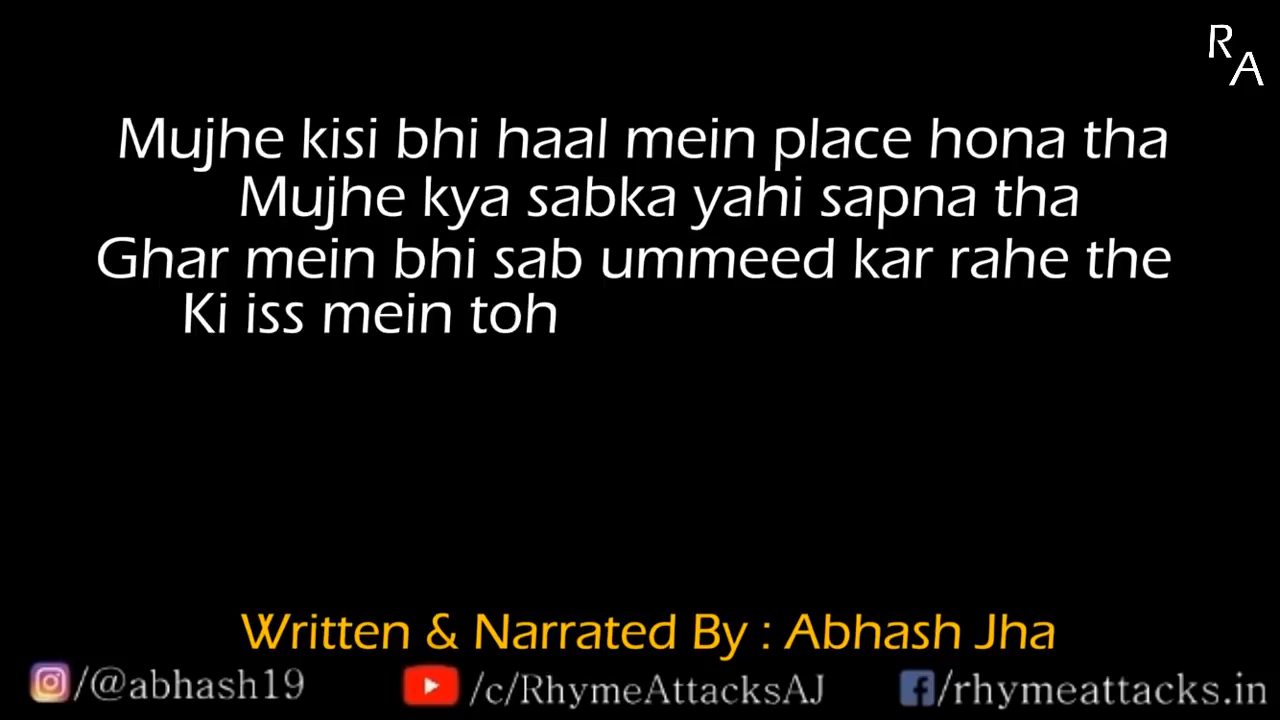 R
A
Mujhe kisi bhi haal mein place hona tha
Mujhe kya sabka yahi sapna tha
Ghar mein bhi sab ummeed kar rahe the
Ki iss mein toh
Written & Narrated By : Abhash Jha
/@abhash19 /c/RhymeAttacksAJ /rhymeattacks.in